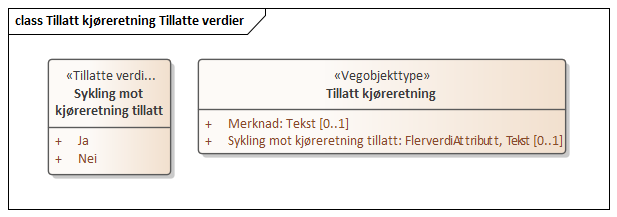 class Tillatt kjøreretning Tillatte verdier
«Tillatte verdi...
Sykling mot
kjøreretning tillatt
+ Ja
+ Nei
«Vegobjekttype»
Tillatt kjøreretning
+ Merknad: Tekst [0..1]
+ Sykling mot kjøreretning tillatt: FlerverdiAttributt, Tekst [0..1]